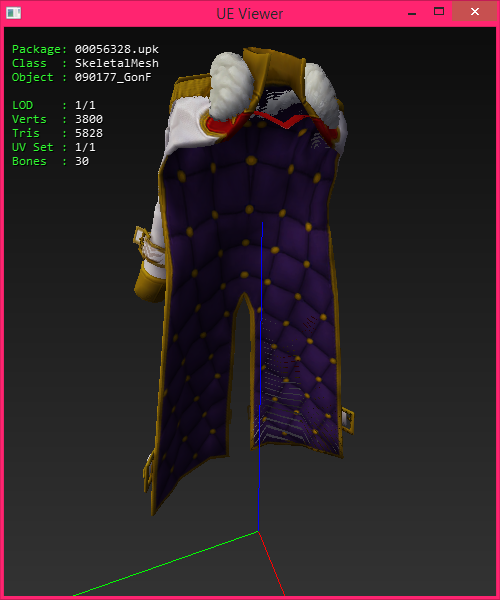 UE Viewer
Package: 00056328.upk
Class : SkeletalMesh
Object : 090177_GonF
LOD : 1/1
Verts : 3800
Tris : 5828
UV Set : 1/1
Bones : 30